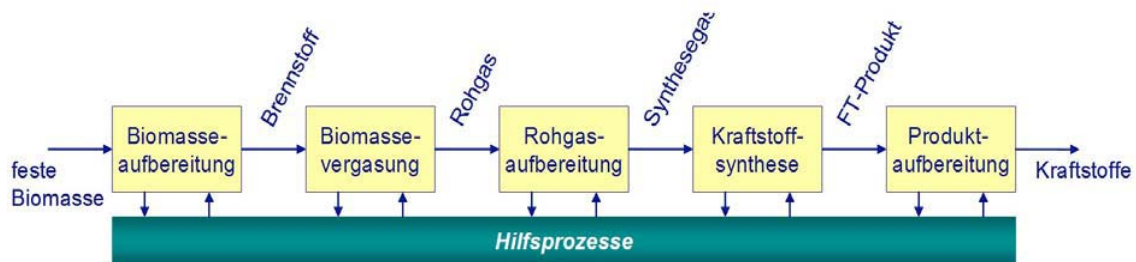 Brennstoff
Rohgas
Synthesegas
FT-Produkt
feste
Biomasse
Biomasse-
aufbereitung
Biomasse-
vergasung
Rohgas-
aufbereitung
Kraftstoff-
synthese
Produkt-
aufbereitung
Kraftstoffe
Hilfsprozesse